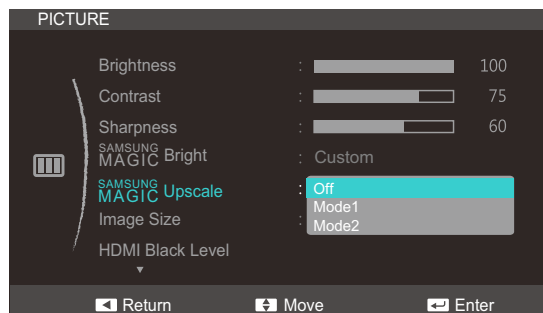 PICTURE
Brightness : 100
Contrast : 75
Sharpness : 60
SAMSUNG MAGIC Bright : Custom
SAMSUNG MAGIC Upscale : Off
Mode1
Mode2
Image Size :
HDMI Black Level
Return Move Enter